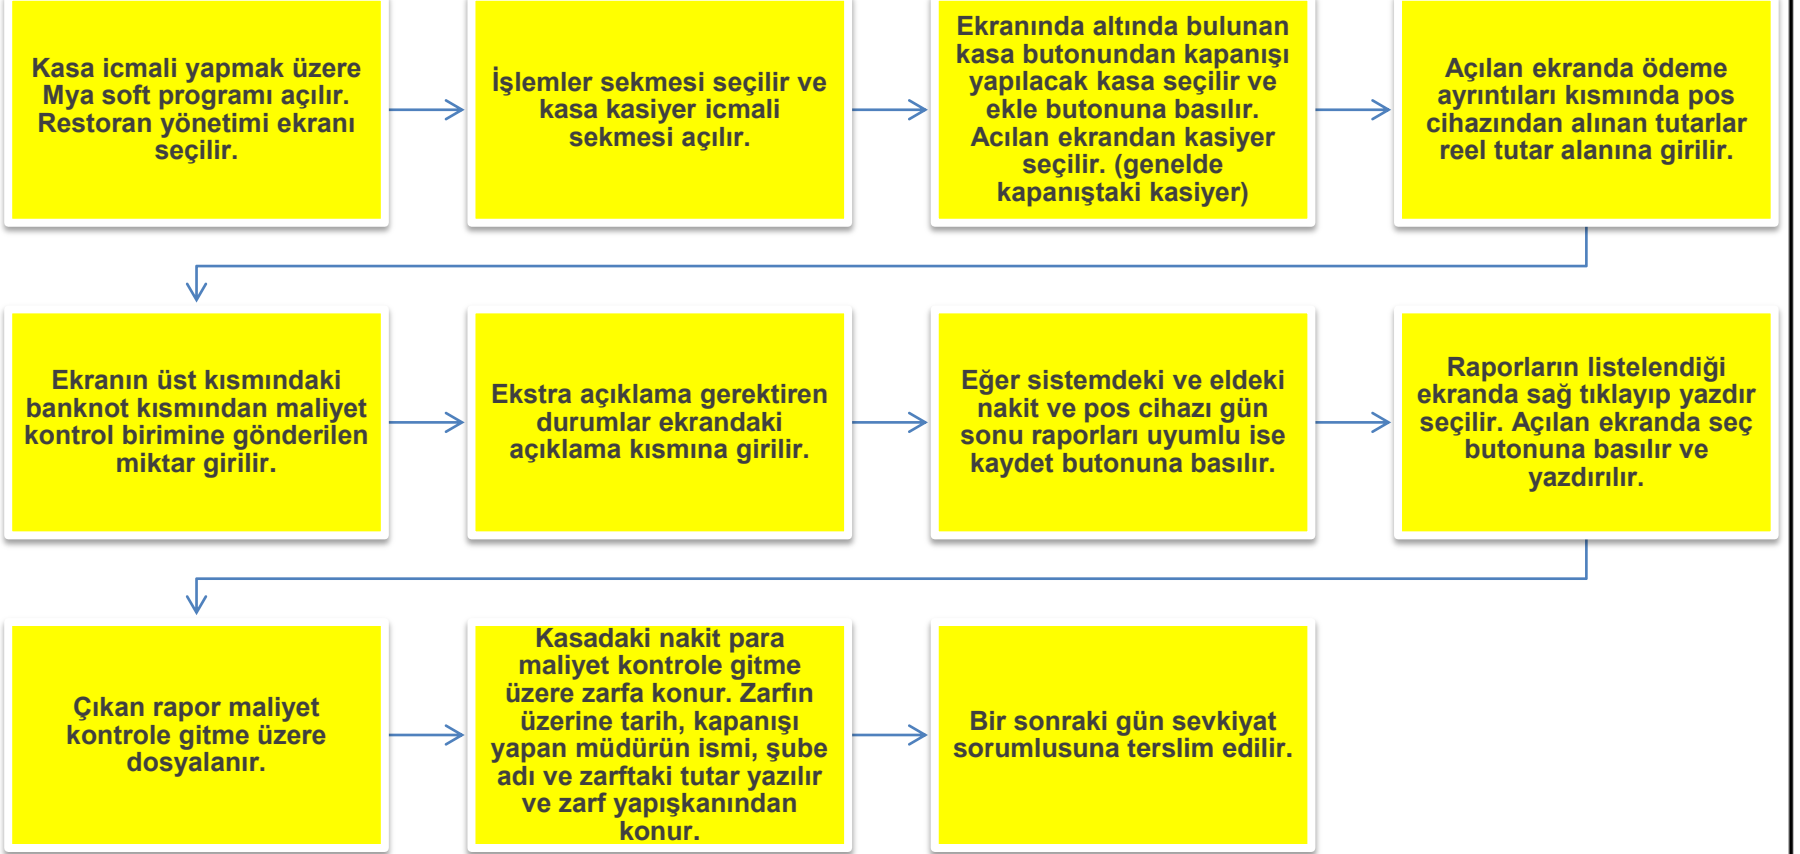 Kasa icmali yapmak üzere
Mya soft programı açılır.
Restoran yönetimi ekranı
seçilir.
İşlemler sekmesi seçilir ve
kasa kasiyer icmali
sekmesi açılır.
Ekranında altında bulunan
kasa butonundan kapanışı
yapılacak kasa seçilir ve
ekle butonuna basılır.
Acılan ekrandan kasiyer
seçilir. (genelde
kapanıştaki kasiyer)
Açılan ekranda ödeme
ayrıntıları kısmında pos
cihazından alınan tutarlar
reel tutar alanına girilir.
Ekranın üst kısmındaki
banknot kısmından maliyet
kontrol birimine gönderilen
miktar girilir.
Ekstra açıklama gerektiren
durumlar ekrandaki
açıklama kısmına girilir.
Eğer sistemdeki ve eldeki
nakit ve pos cihazı gün
sonu raporları uyumlu ise
kaydet butonuna basılır.
Raporların listelendiği
ekranda sağ tıklayıp yazdır
seçilir. Açılan ekranda seç
butonuna basılır ve
yazdırılır.
Çıkan rapor maliyet
kontrole gitme üzere
dosyalanır.
Kasadaki nakit para
maliyet kontrole gitme
üzere zarfa konur. Zarfın
üzerine tarih, kapanışı
yapan müdürün ismi, şube
adı ve zarftaki tutar yazılır
ve zarf yapışkanından
konur.
Bir sonraki gün sevkiyat
sorumlusuna terslim edilir.